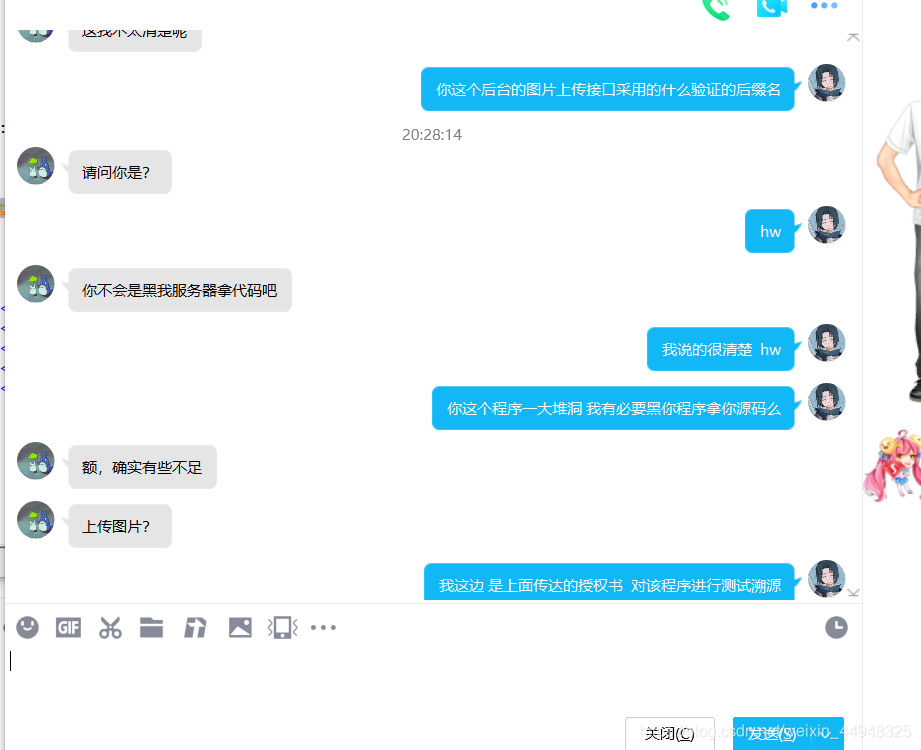 这我不太清楚呢
你这个后台的图片上传接口采用的什么验证的后缀名
20:28:14
请问你是?
hw
你不会是黑我服务器拿代码吧
我说的很清楚 hw
你这个程序一大堆洞 我有必要黑你程序拿你源码么
额，确实有些不足
上传图片?
我这边 是上面传达的授权书 对该程序进行测试溯源
GIF
关闭(C)
发送(S)
weixin_44948325